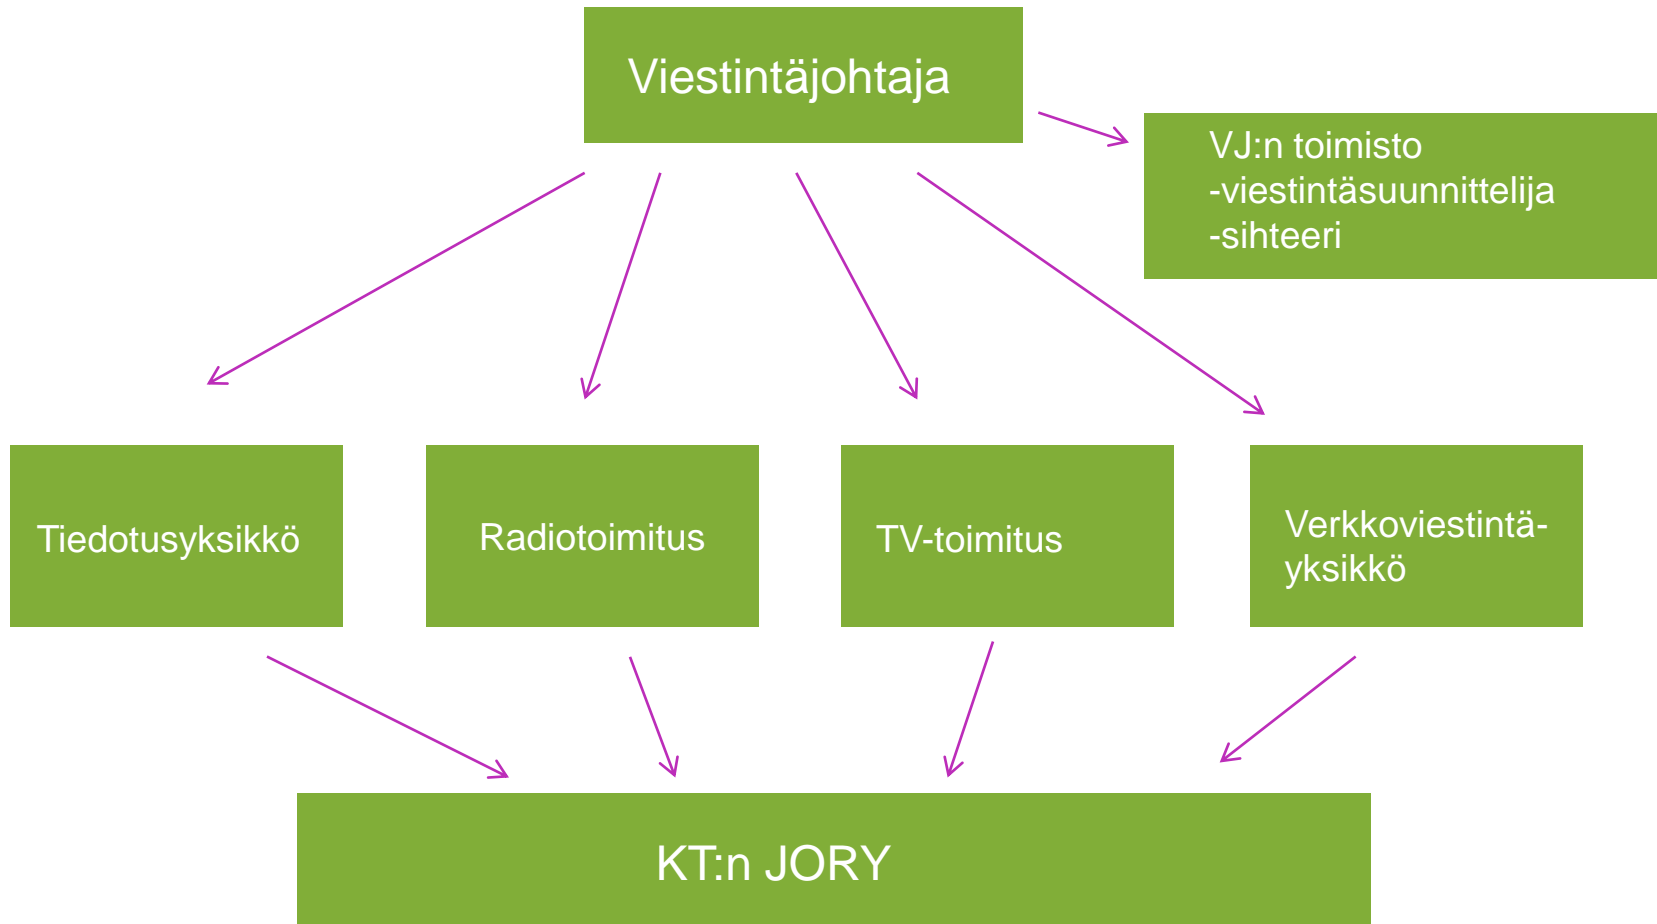 Viestintäjohtaja
VJ:n toimisto
-viestintäsuunnittelija
-sihteeri
Tiedotusyksikkö
Radiotoimitus
TV-toimitus
Verkkoviestintä-
yksikkö
KT:n JORY